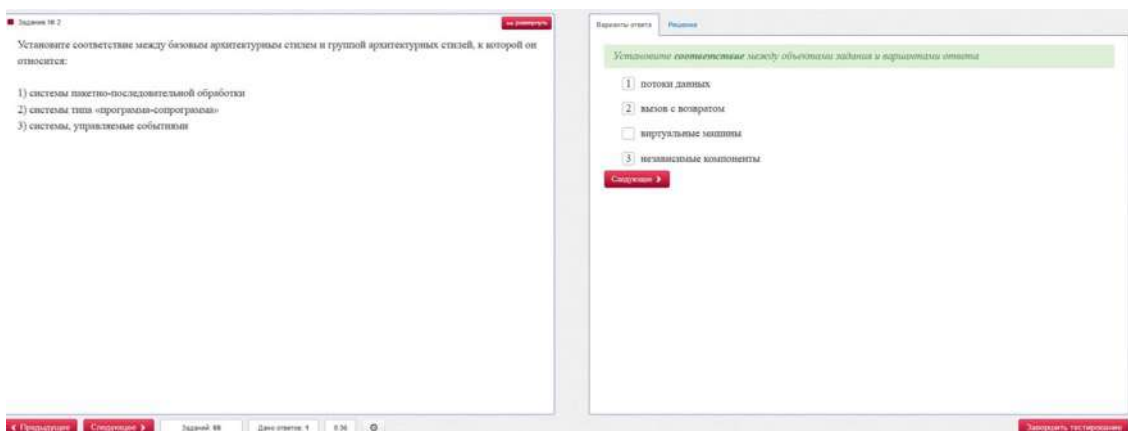 Задание № 2
развернуть
Установите соответствие между базовым архитектурным стилем и группой архитектурных стилей, к которой он
относится:
1) системы пакетно-последовательной обработки
2) системы типа «программа-сопрограмма»
3) системы, управляемые событиями
Варианты ответа
Решение
Установите соответствие между объектами задания и вариантами ответа
1 потоки данных
2 вызов с возвратом
виртуальные машины
3 независимые компоненты
Следующее
Предыдущее
Следующее
Заданий:
Дано ответов: 1
Завершить тестирование